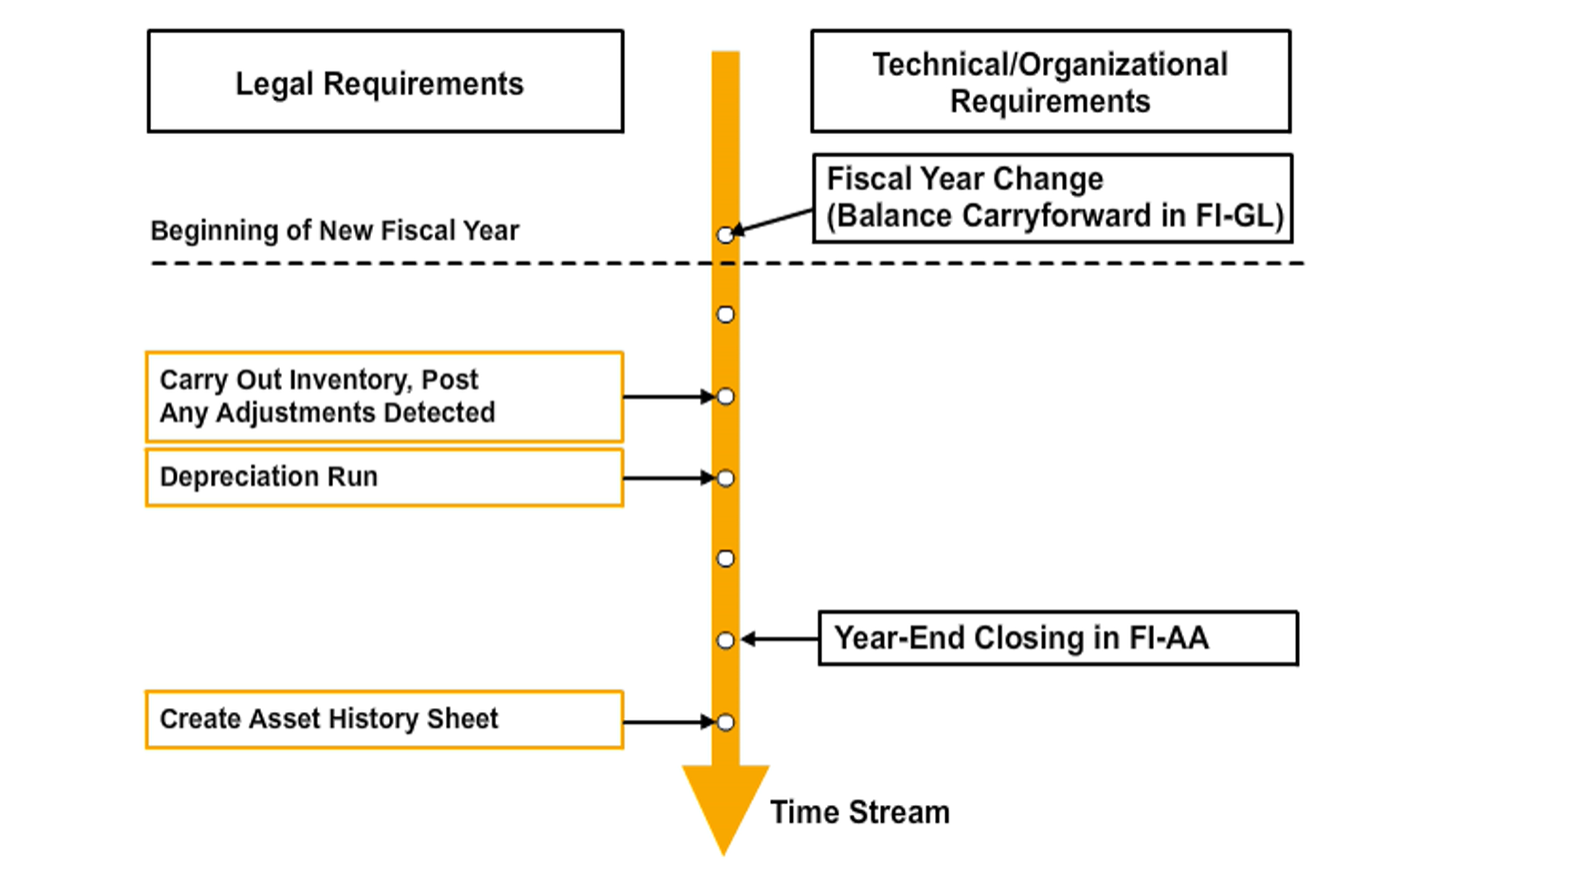 Legal Requirements
Technical/Organizational
Requirements
Fiscal Year Change
(Balance Carryforward in FI-GL)
Beginning of New Fiscal Year
Carry Out Inventory, Post
Any Adjustments Detected
Depreciation Run
Year-End Closing in FI-AA
Create Asset History Sheet
Time Stream